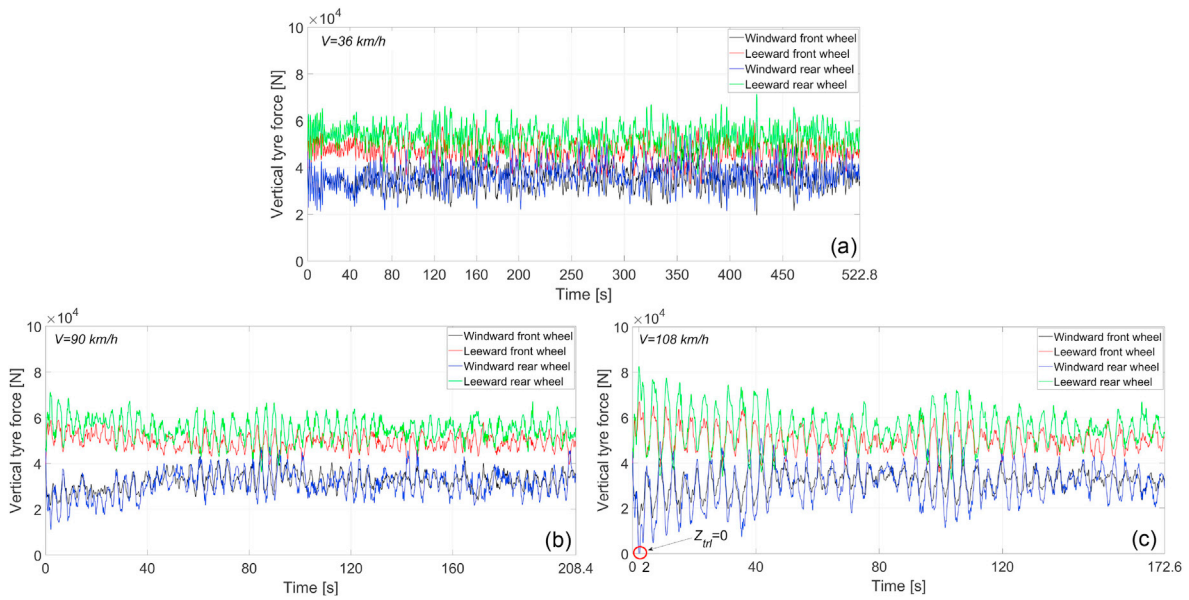 ×10⁴
V=36 km/h
Windward front wheel
Leeward front wheel
Windward rear wheel
Leeward rear wheel
Vertical tyre force [N]
10
8
6
4
2
0
(a)
0 40 80 120 160 200 250 300 350 400 450 522.8
Time [s]
×10⁴
V=90 km/h
Windward front wheel
Leeward front wheel
Windward rear wheel
Leeward rear wheel
Vertical tyre force [N]
10
8
6
4
2
0
(b)
0 40 80 120 160 208.4
Time [s]
×10⁴
V=108 km/h
Windward front wheel
Leeward front wheel
Windward rear wheel
Leeward rear wheel
Vertical tyre force [N]
10
8
6
4
2
0
Z_trl=0
(c)
0 2 40 80 120 172.6
Time [s]